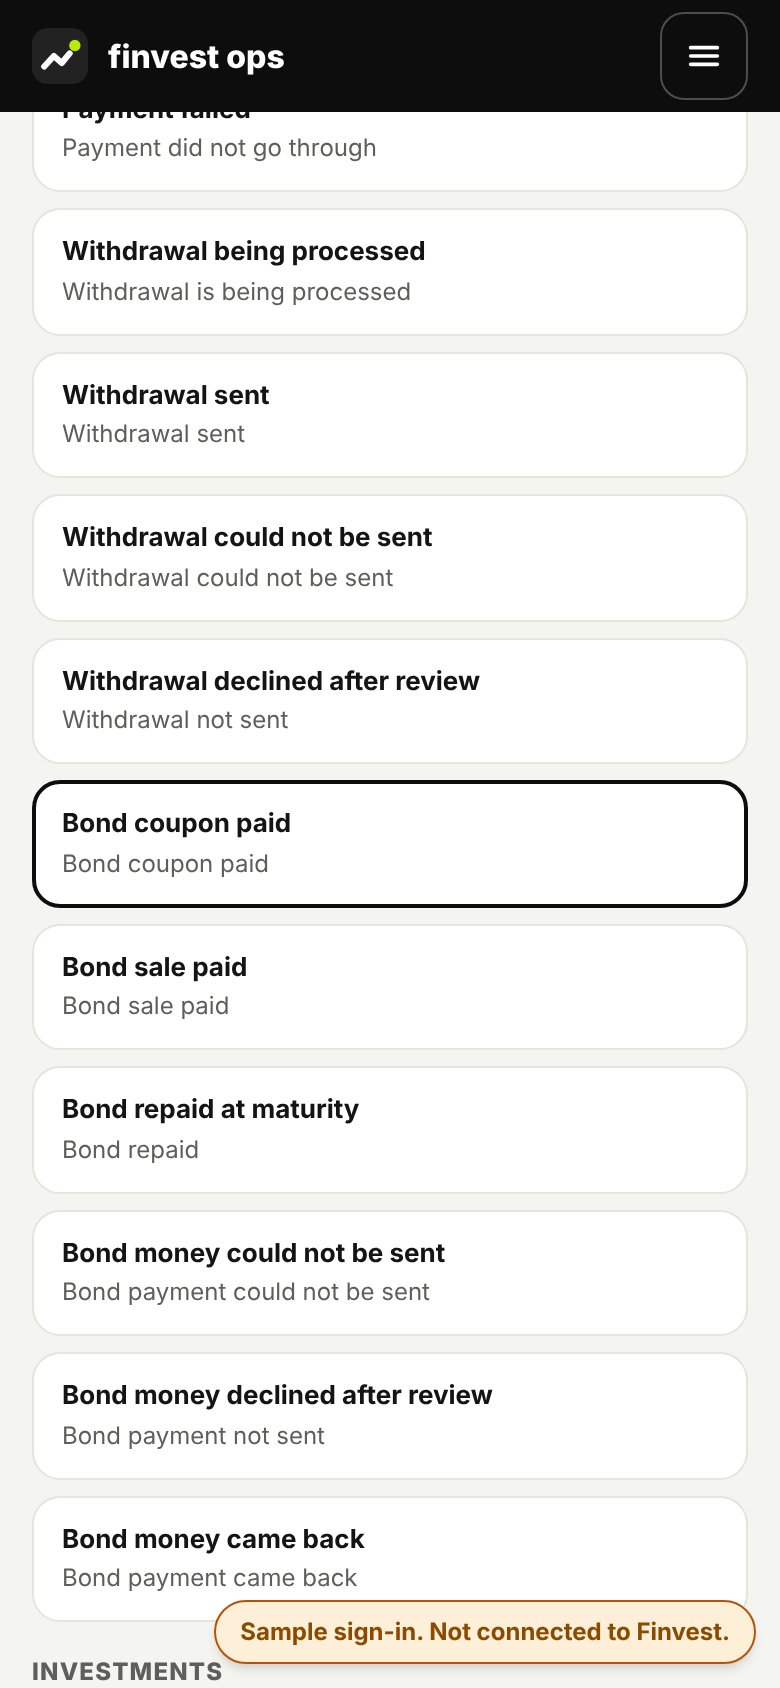 finvest ops
Payment failed
Payment did not go through
Withdrawal being processed
Withdrawal is being processed
Withdrawal sent
Withdrawal sent
Withdrawal could not be sent
Withdrawal could not be sent
Withdrawal declined after review
Withdrawal not sent
Bond coupon paid
Bond coupon paid
Bond sale paid
Bond sale paid
Bond repaid at maturity
Bond repaid
Bond money could not be sent
Bond payment could not be sent
Bond money declined after review
Bond payment not sent
Bond money came back
Bond payment came back
Sample sign-in. Not connected to Finvest.
INVESTMENTS